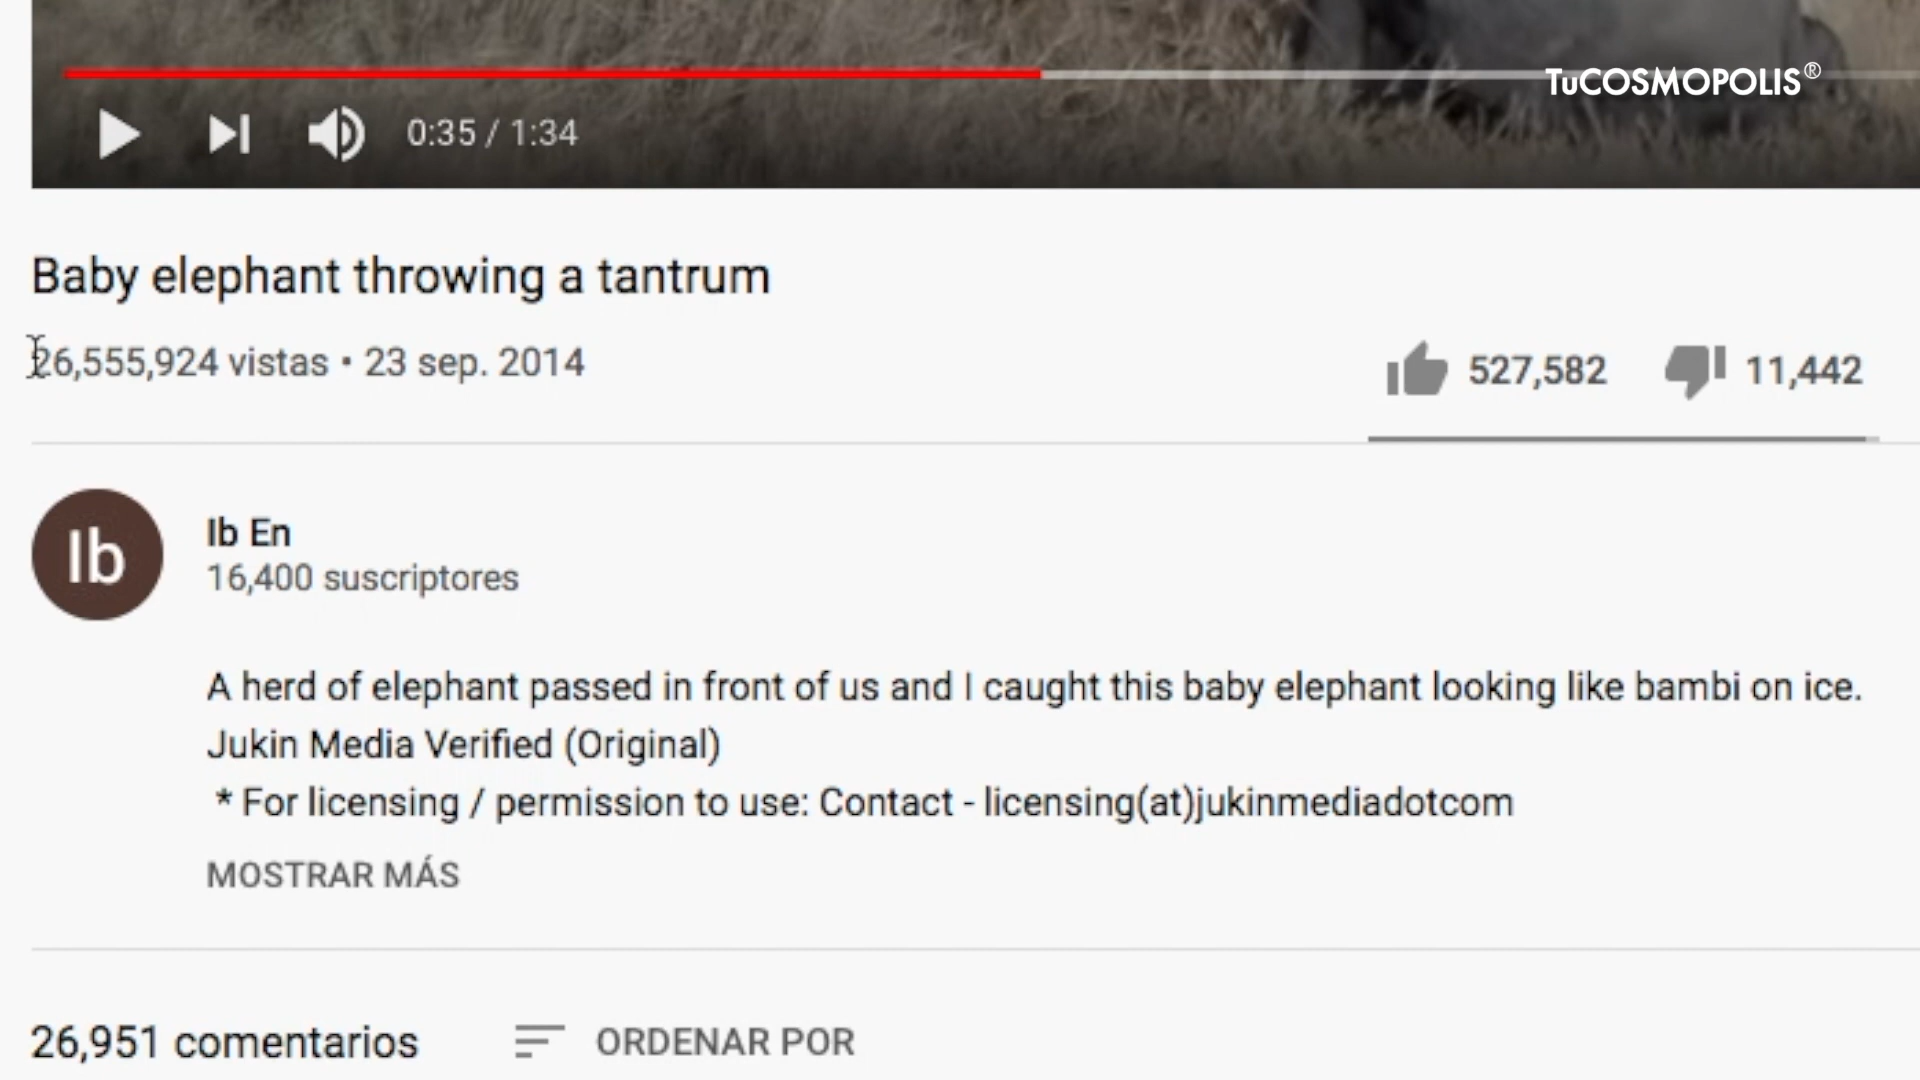 TuCOSMOPOLIS®
0:35 / 1:34
Baby elephant throwing a tantrum
26,555,924 vistas • 23 sep. 2014
527,582
11,442
Ib
Ib En
16,400 suscriptores
A herd of elephant passed in front of us and I caught this baby elephant looking like bambi on ice.
Jukin Media Verified (Original)
* For licensing / permission to use: Contact - licensing(at)jukinmediadotcom
MOSTRAR MÁS
26,951 comentarios
ORDENAR POR